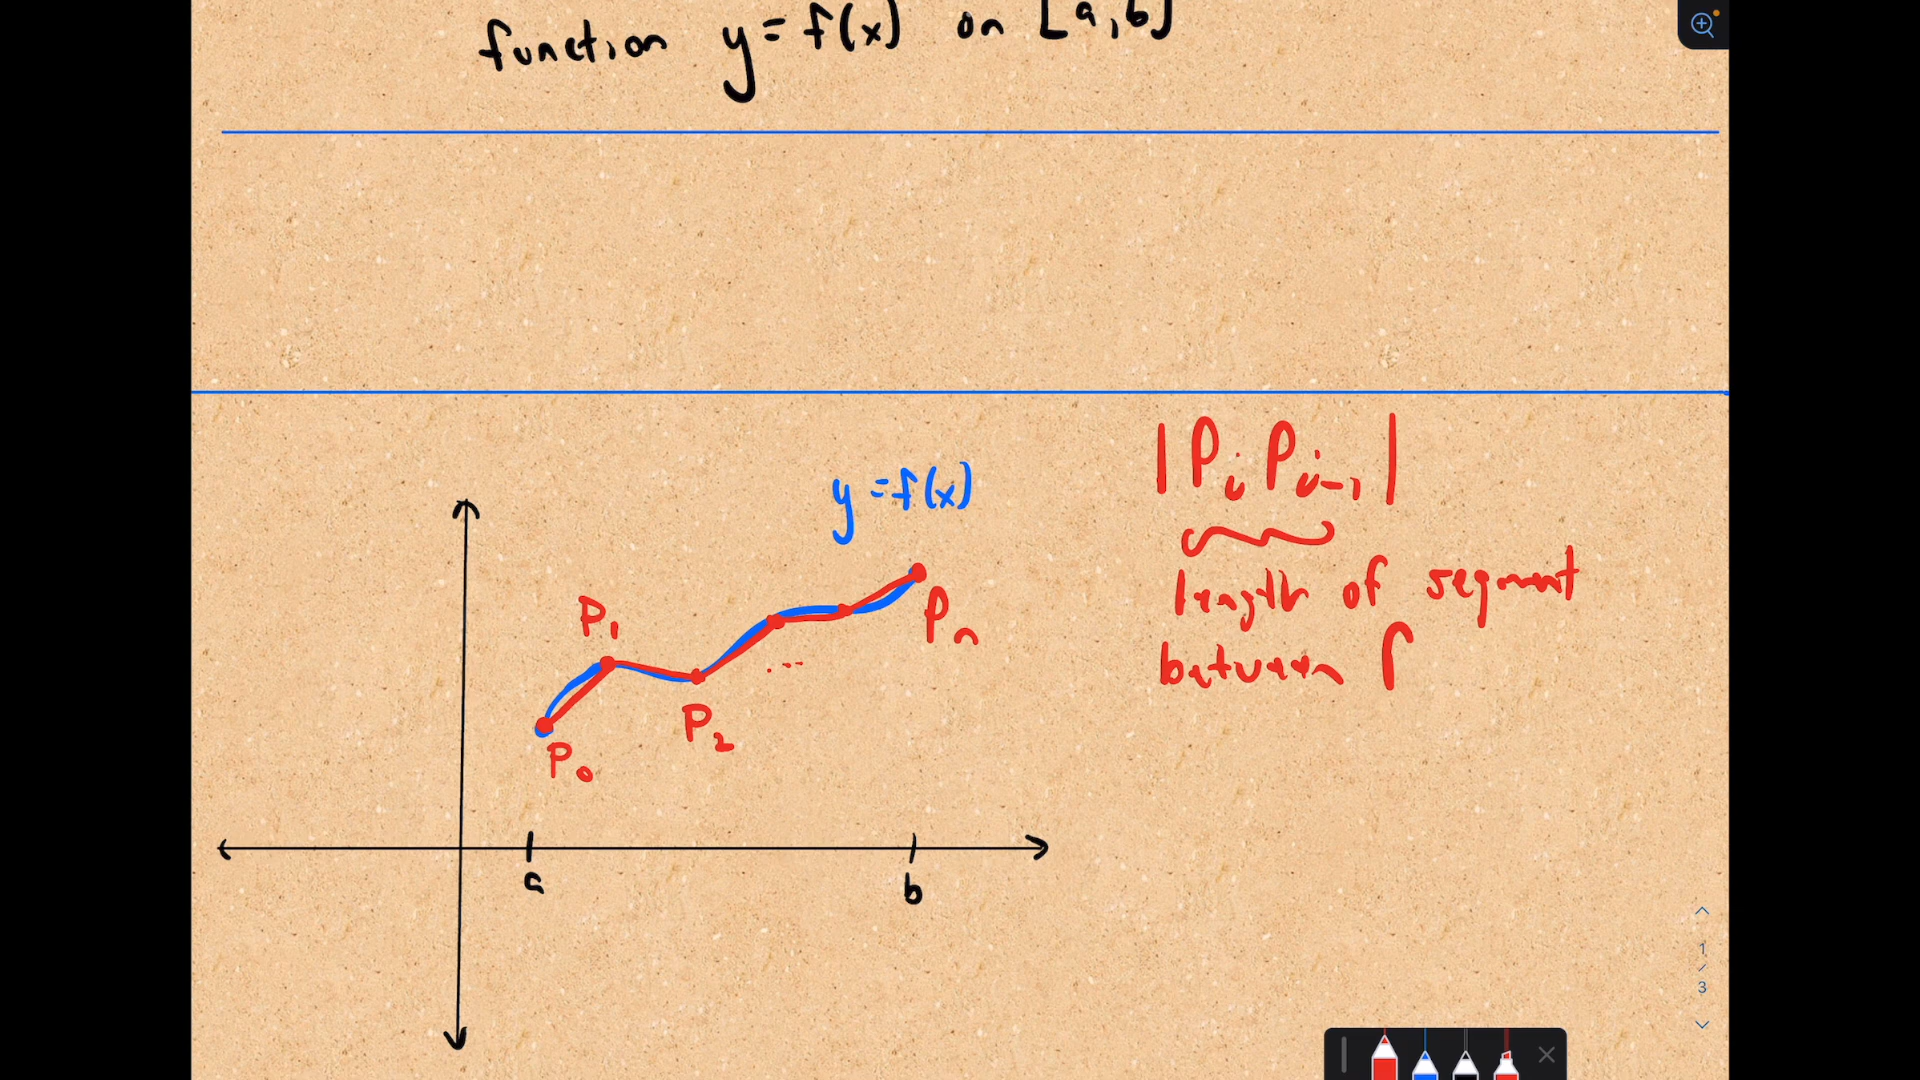 function y=f(x) on [a,b]
y=f(x)
|P_i P_{i-1}|
length of segment
between P
P_1
P_n
...
P_2
P_0
a
b
1
/
3